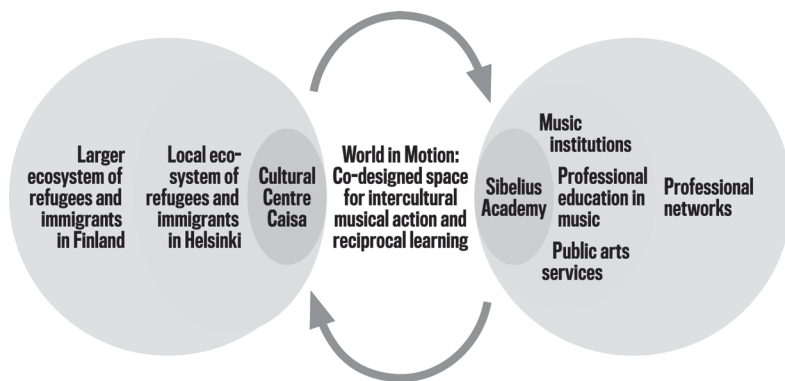 Larger
ecosystem of
refugees and
immigrants
in Finland
Local eco-
system of
refugees and
immigrants
in Helsinki
Cultural
Centre
Caisa
World in Motion:
Co-designed space
for intercultural
musical action and
reciprocal learning
Sibelius
Academy
Music
institutions
Professional
education in
music
Public arts
services
Professional
networks